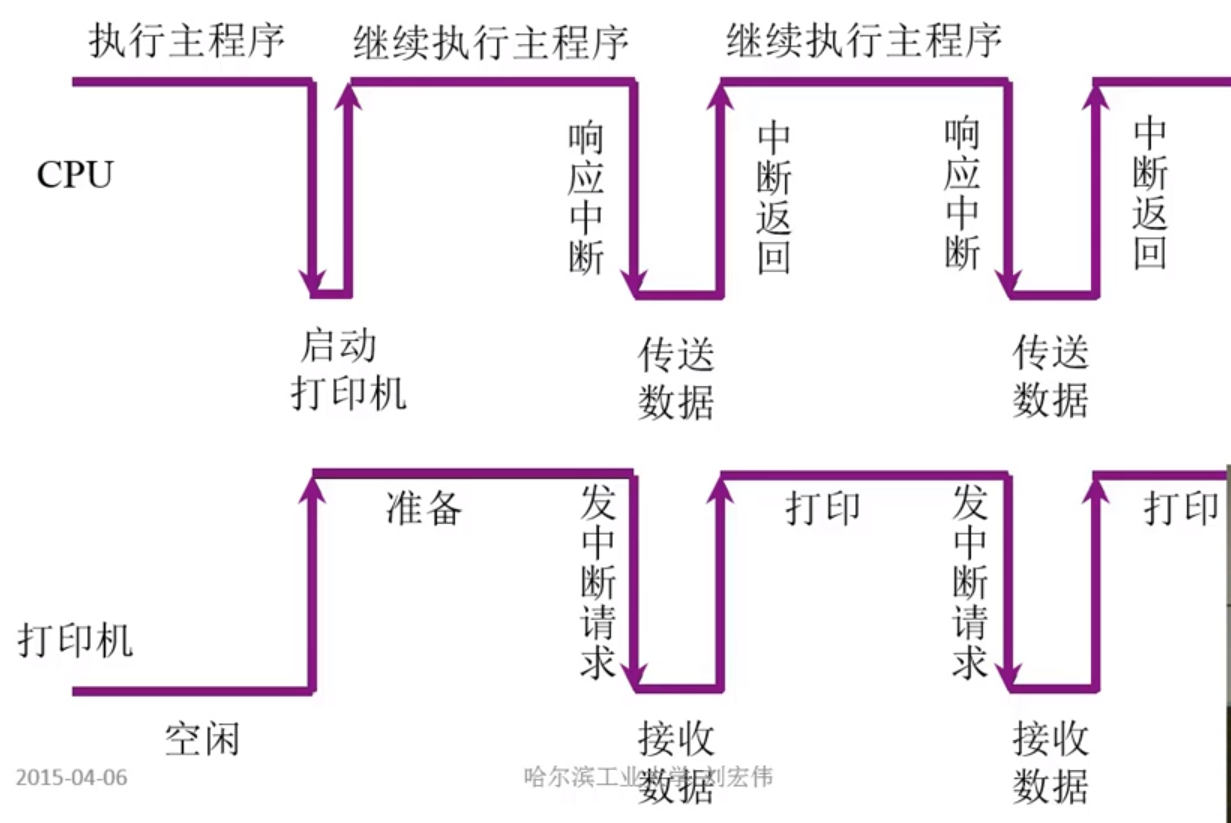 执行主程序
继续执行主程序
继续执行主程序
CPU
响应中断
中断返回
响应中断
中断返回
启动
打印机
传送
数据
传送
数据
打印机
空闲
准备
发中断请求
打印
发中断请求
打印
接收
数据
接收
数据
2015-04-06
哈尔滨工业大学 刘宏伟